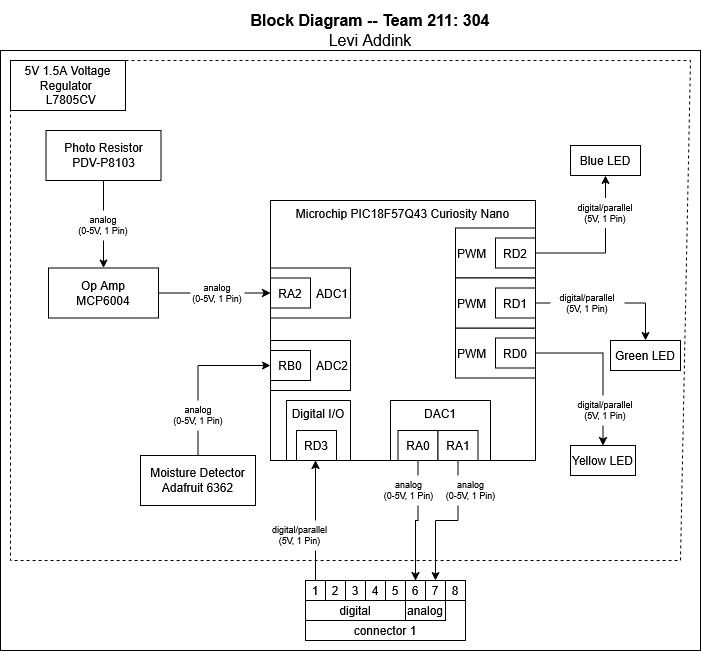 Block Diagram -- Team 211: 304
Levi Addink
5V 1.5A Voltage
Regulator
L7805CV
Photo Resistor
PDV-P8103
analog
(0-5V, 1 Pin)
Op Amp
MCP6004
analog
(0-5V, 1 Pin)
Microchip PIC18F57Q43 Curiosity Nano
RA2
ADC1
RB0
ADC2
PWM
RD2
PWM
RD1
PWM
RD0
digital/parallel
(5V, 1 Pin)
Blue LED
digital/parallel
(5V, 1 Pin)
Green LED
digital/parallel
(5V, 1 Pin)
Yellow LED
analog
(0-5V, 1 Pin)
Moisture Detector
Adafruit 6362
Digital I/O
RD3
DAC1
RA0
RA1
digital/parallel
(5V, 1 Pin)
analog
(0-5V, 1 Pin)
analog
(0-5V, 1 Pin)
1 2 3 4 5 6 7 8
digital
analog
connector 1